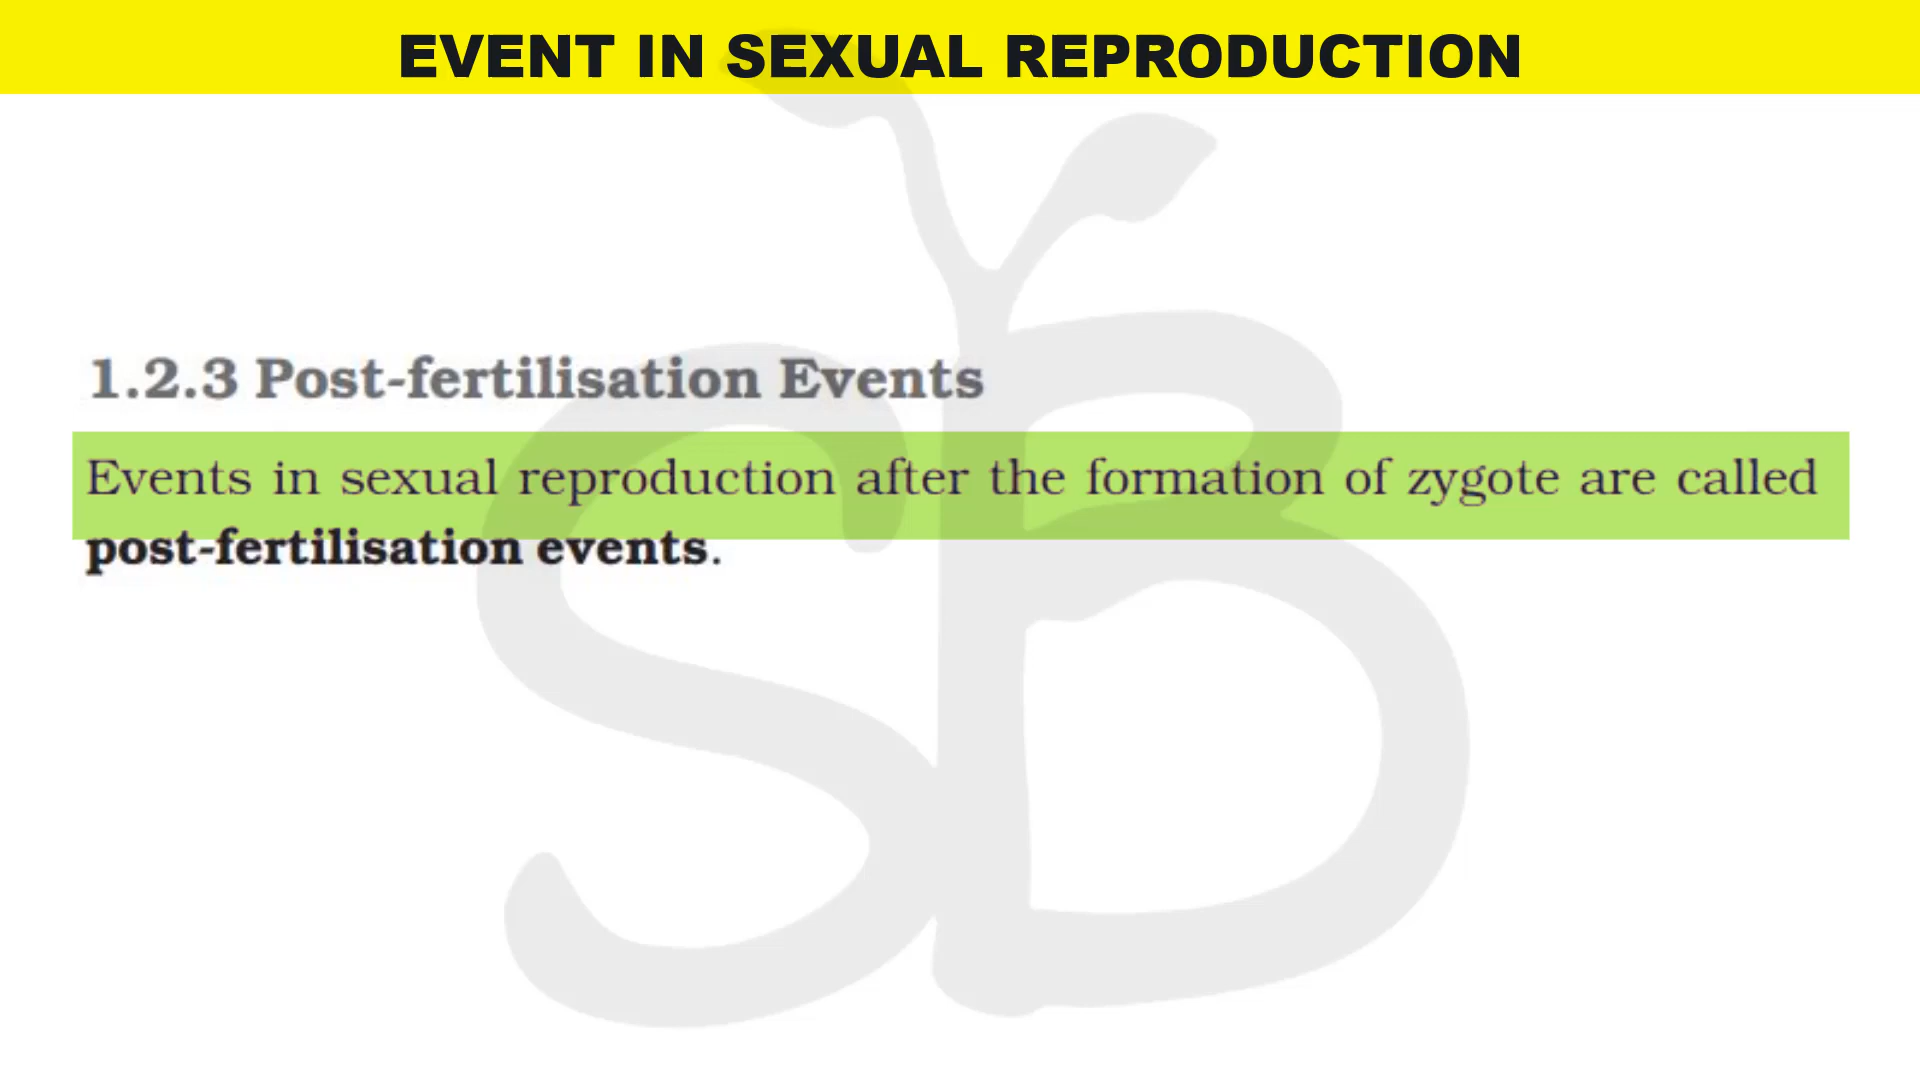 EVENT IN SEXUAL REPRODUCTION
1.2.3 Post-fertilisation Events
Events in sexual reproduction after the formation of zygote are called
post-fertilisation events.
SB